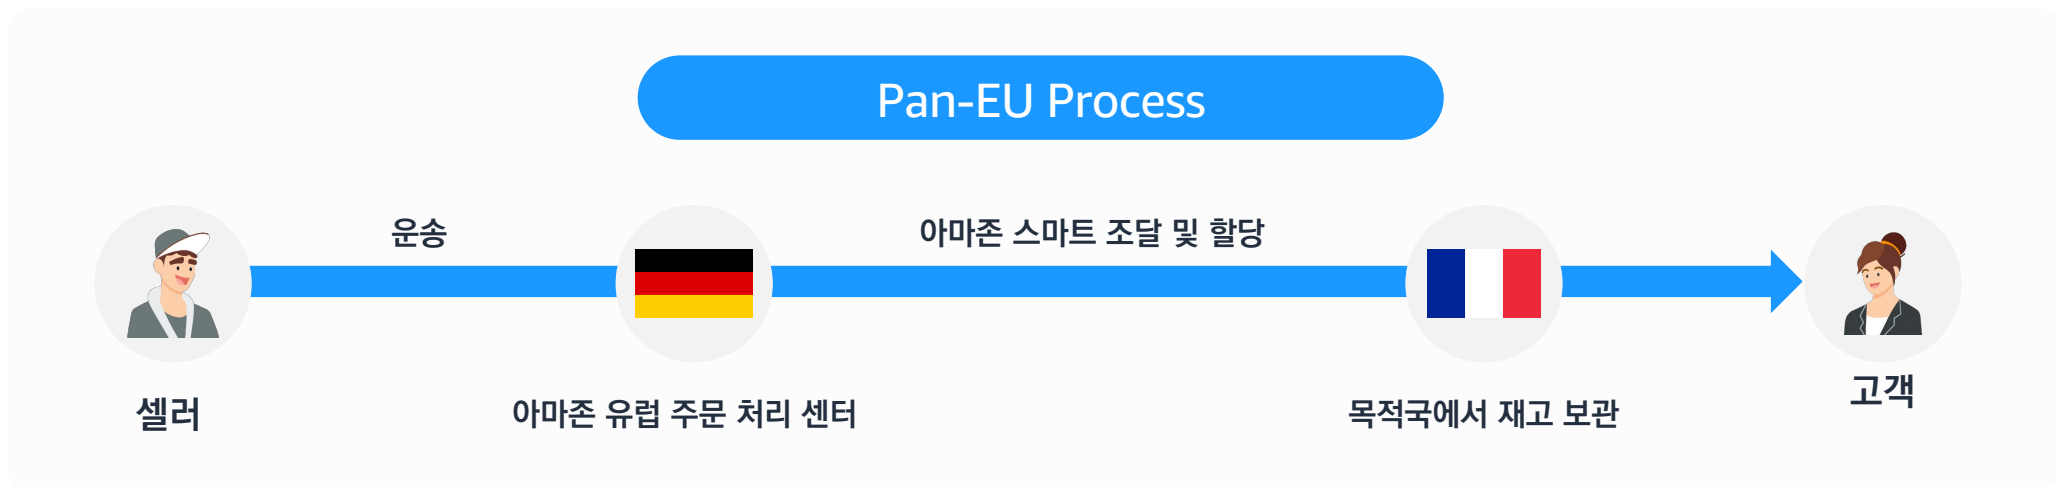 Pan-EU Process
운송
아마존 스마트 조달 및 할당
셀러
아마존 유럽 주문 처리 센터
목적국에서 재고 보관
고객